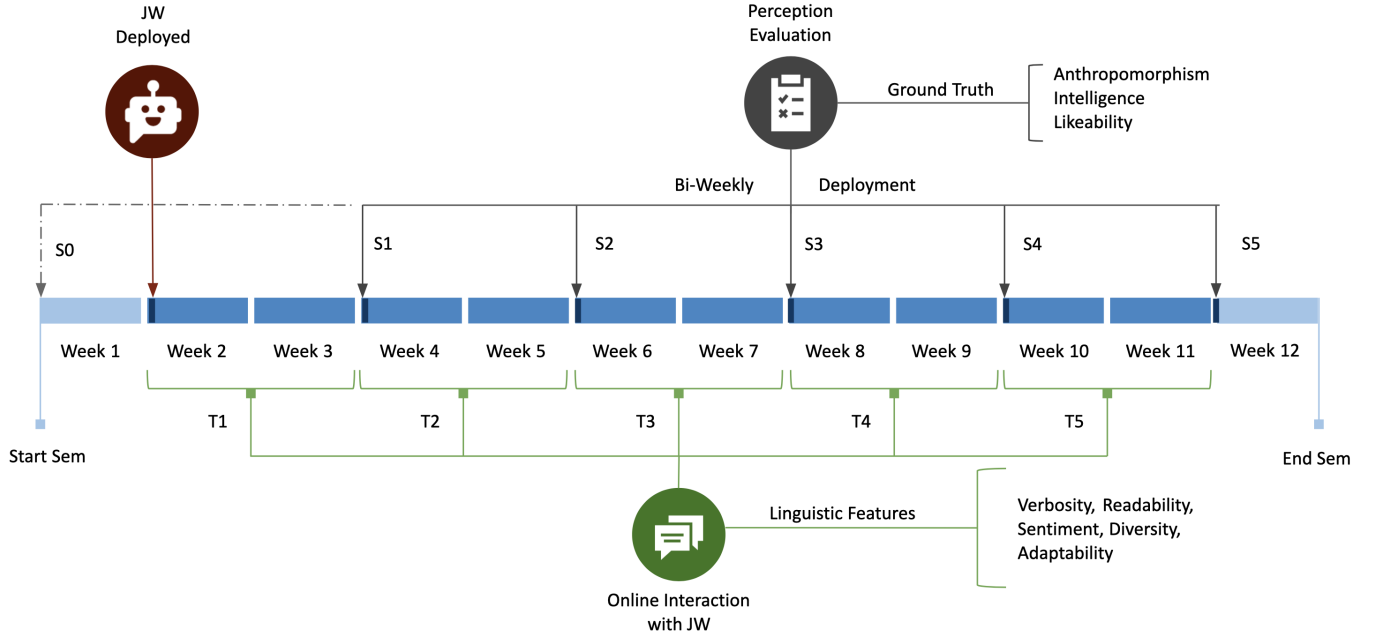 JW
Deployed
Perception
Evaluation
Ground Truth
Anthropomorphism
Intelligence
Likeability
Bi-Weekly Deployment
S0
S1
S2
S3
S4
S5
Week 1
Week 2
Week 3
Week 4
Week 5
Week 6
Week 7
Week 8
Week 9
Week 10
Week 11
Week 12
T1
T2
T3
T4
T5
Start Sem
End Sem
Linguistic Features
Verbosity, Readability,
Sentiment, Diversity,
Adaptability
Online Interaction
with JW